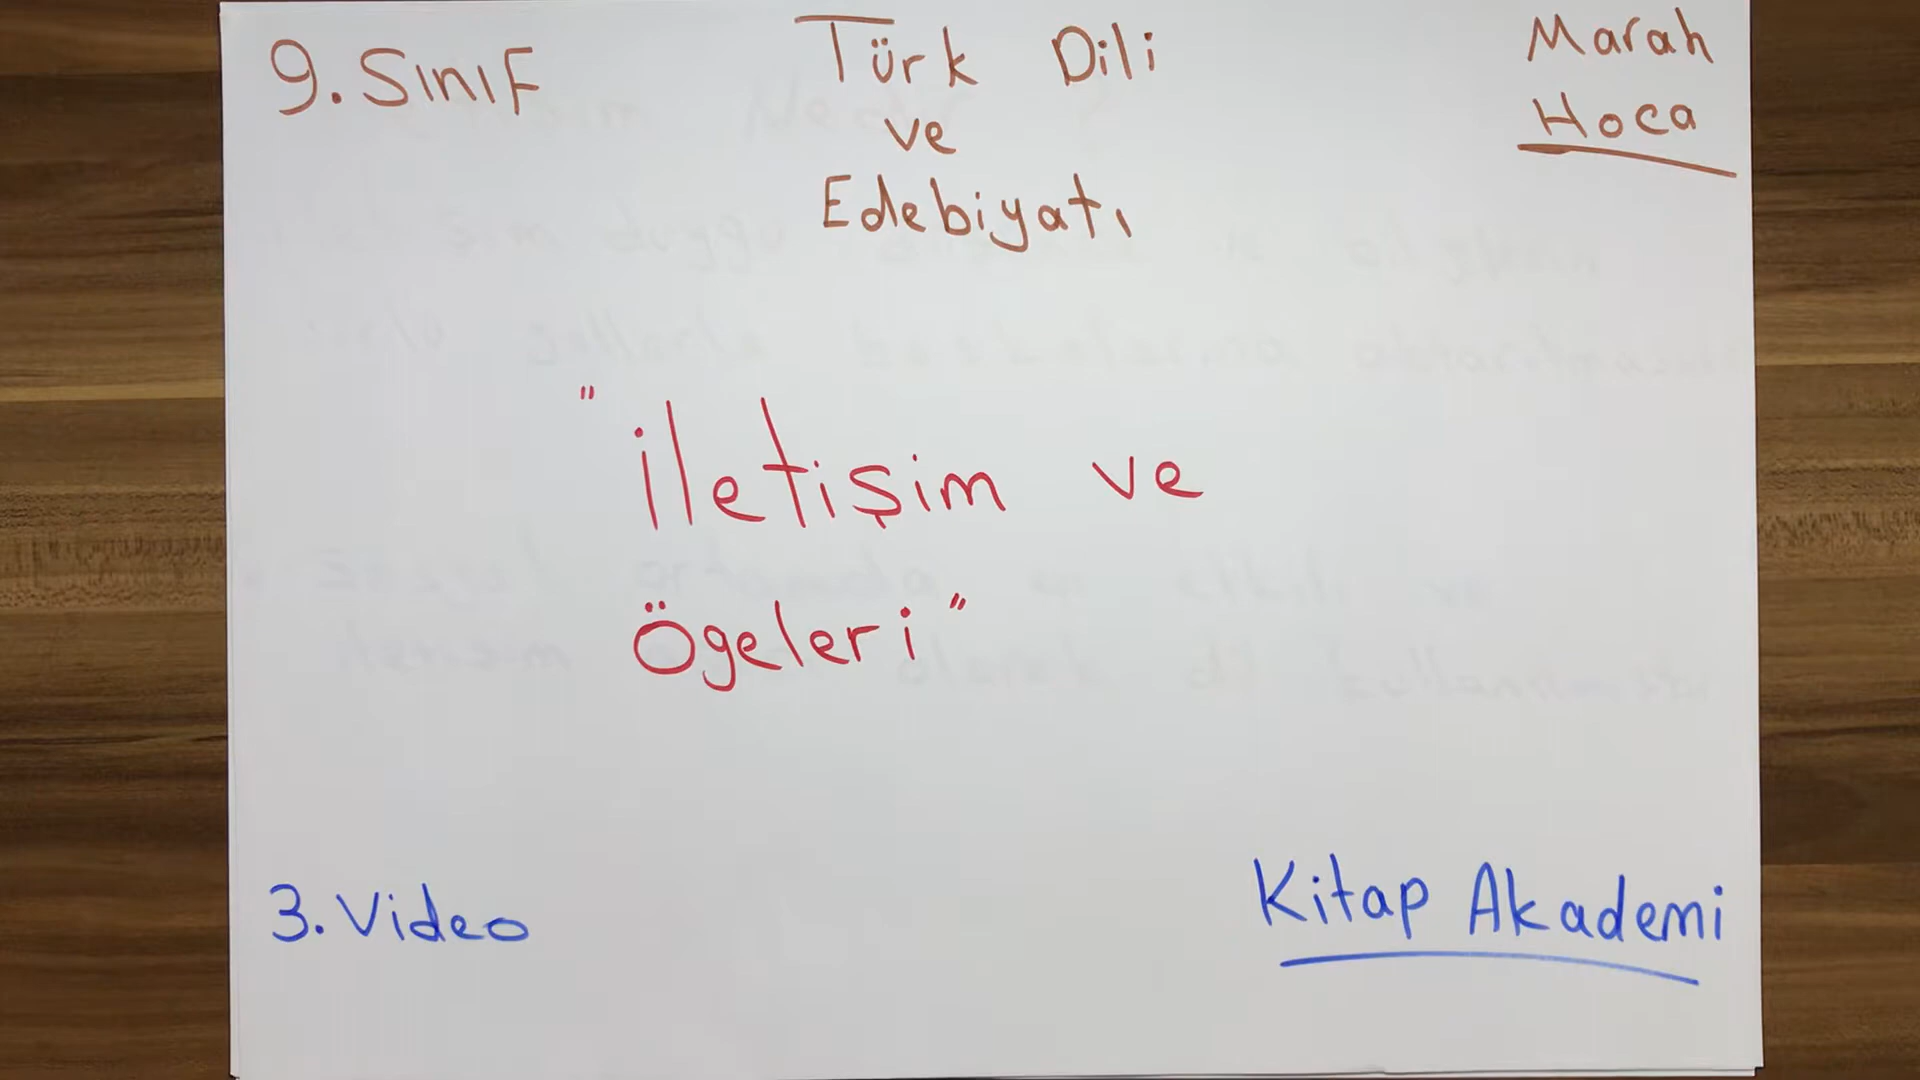 9. Sınıf
Türk Dili
ve
Edebiyatı
Marah
Hoca
"İletişim ve
Ögeleri"
3. Video
Kitap Akademi